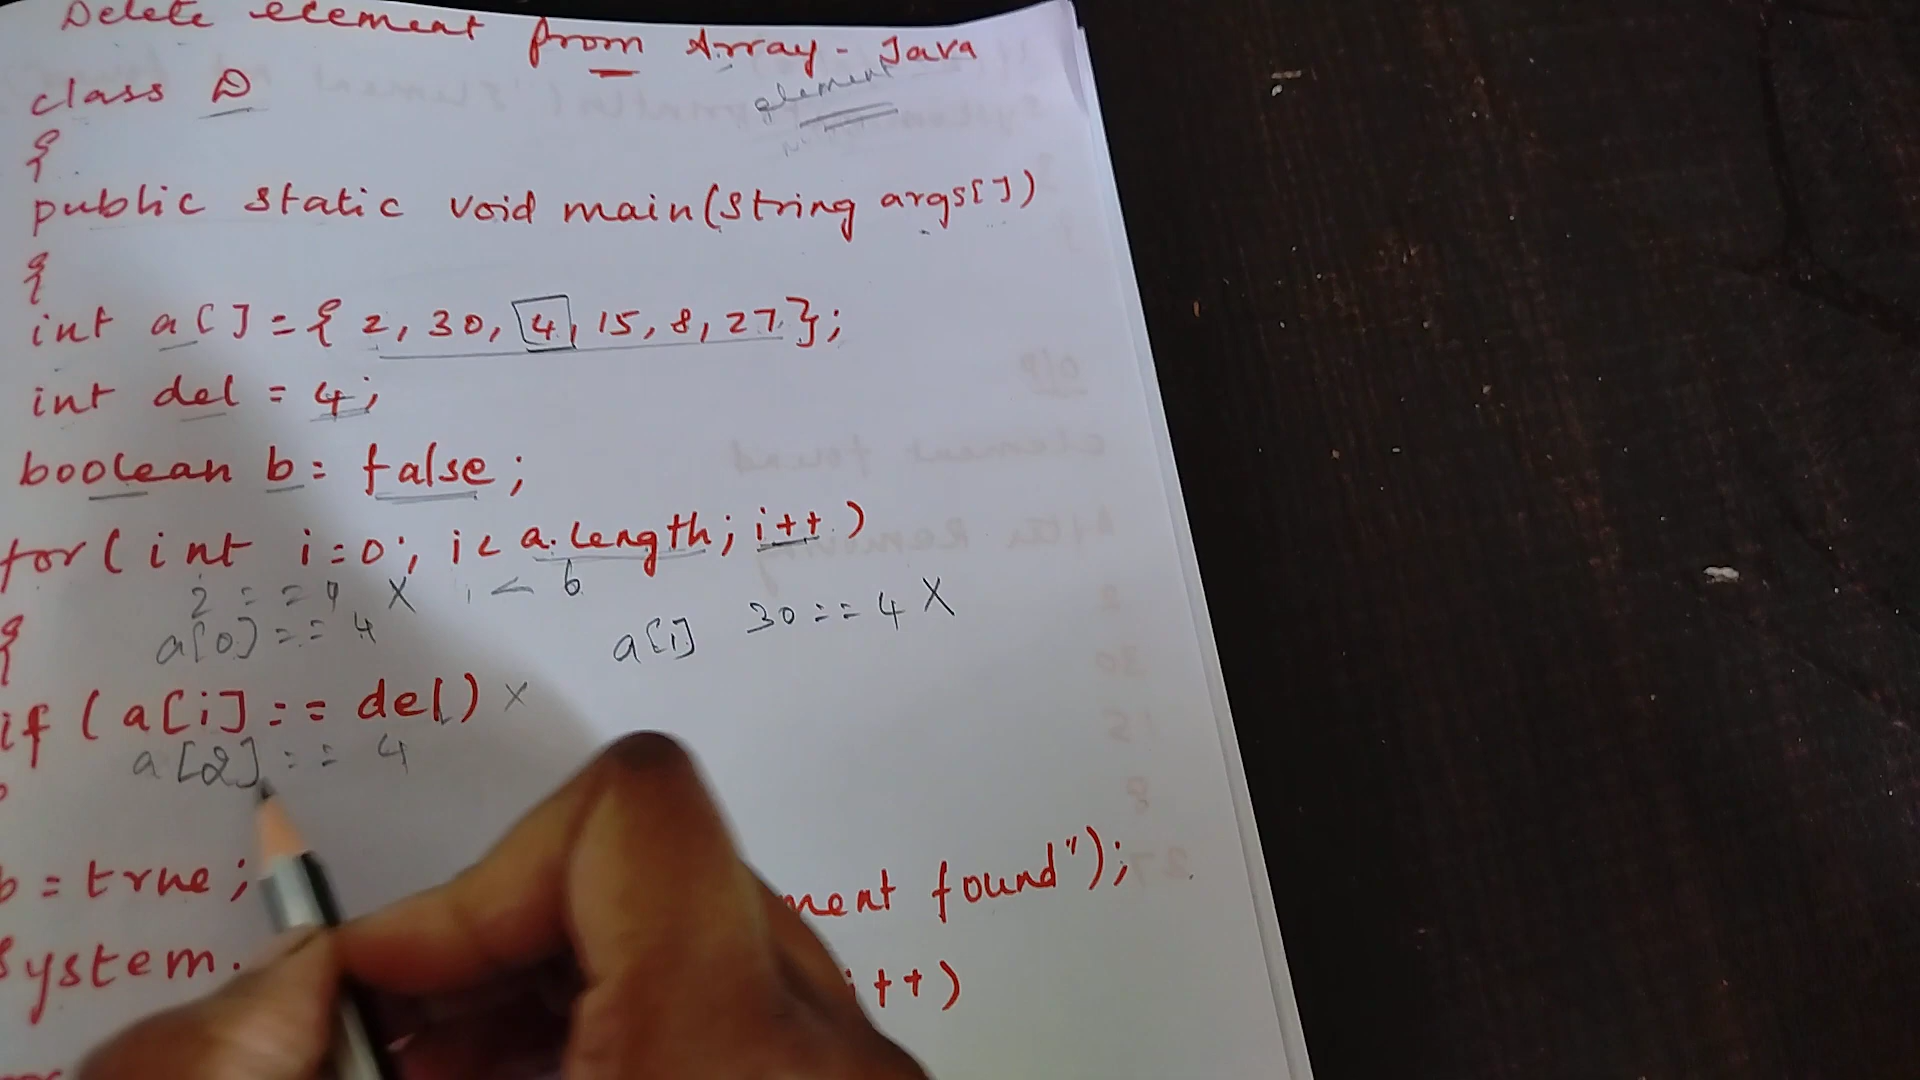 Delete element from Array - Java
element
class D
{
public static void main(String args[])
{
int a[] = { 2, 30, 4, 15, 8, 27 };
int del = 4;
boolean b = false;
for( int i=0; i < a.length; i++ )
2 == 4 X 1 < 6
a[0] == 4 a[1] 30 == 4 X
{
if ( a[i] == del) x
a[2] == 4
b = true;
ment found");
System.
i++)